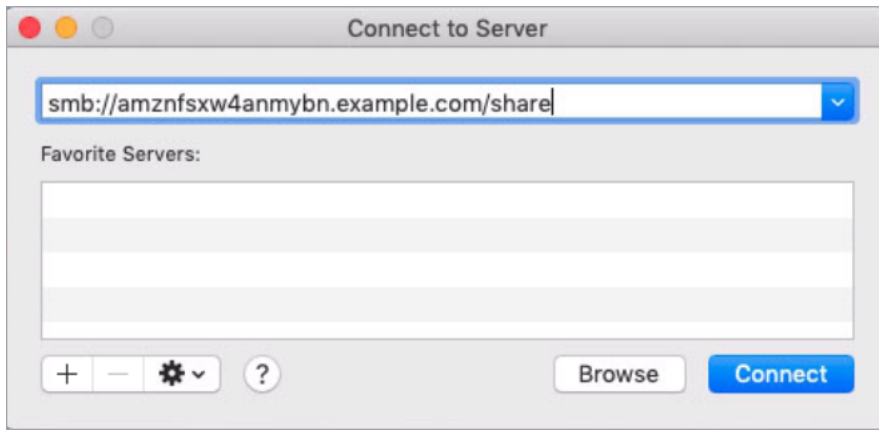 Connect to Server
smb://amznfsxw4anmybn.example.com/share
Favorite Servers:
+ − ?
Browse
Connect